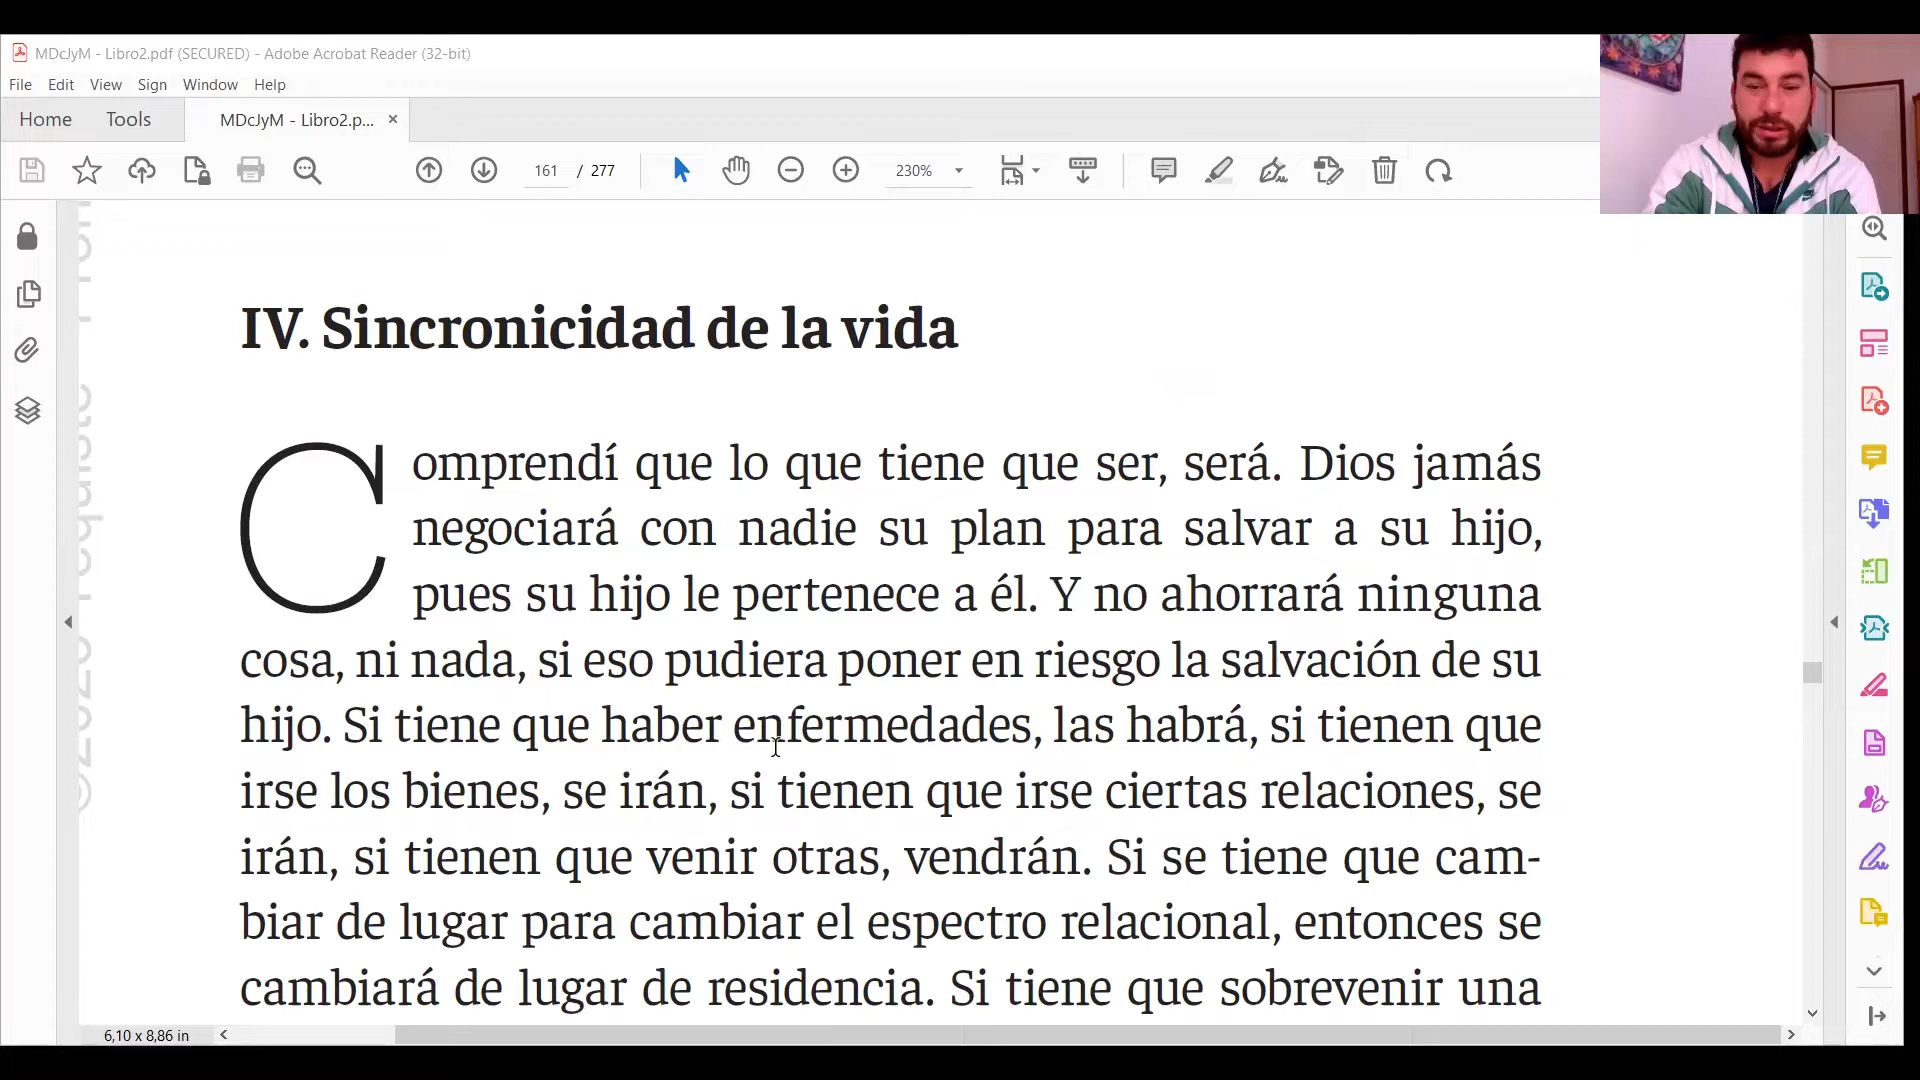 MDcJyM - Libro2.pdf (SECURED) - Adobe Acrobat Reader (32-bit)
File Edit View Sign Window Help
Home Tools MDcJyM - Libro2.p... ×
161 / 277 230%
IV. Sincronicidad de la vida
Comprendí que lo que tiene que ser, será. Dios jamás
negociará con nadie su plan para salvar a su hijo,
pues su hijo le pertenece a él. Y no ahorrará ninguna
cosa, ni nada, si eso pudiera poner en riesgo la salvación de su
hijo. Si tiene que haber enfermedades, las habrá, si tienen que
irse los bienes, se irán, si tienen que irse ciertas relaciones, se
irán, si tienen que venir otras, vendrán. Si se tiene que cam-
biar de lugar para cambiar el espectro relacional, entonces se
cambiará de lugar de residencia. Si tiene que sobrevenir una
6,10 x 8,86 in